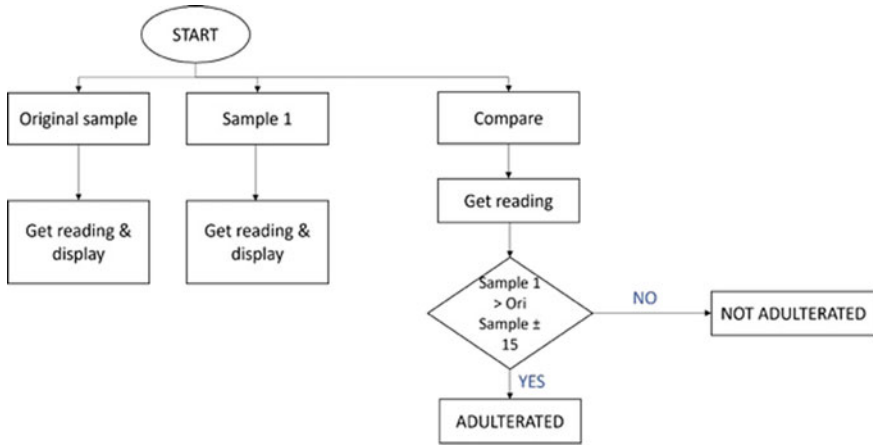 START
Original sample
Sample 1
Compare
Get reading &
display
Get reading &
display
Get reading
Sample 1
> Ori
Sample ±
15
NO
NOT ADULTERATED
YES
ADULTERATED